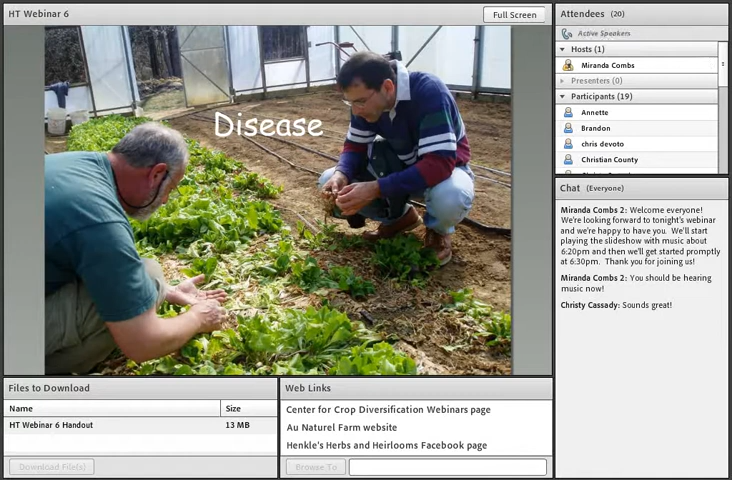 HT Webinar 6
Full Screen
Disease
Files to Download
Name Size
HT Webinar 6 Handout 13 MB
Download File(s)
Web Links
Center for Crop Diversification Webinars page
Au Naturel Farm website
Henkle's Herbs and Heirlooms Facebook page
Browse To
Attendees (20)
Active Speakers
Hosts (1)
Miranda Combs
Presenters (0)
Participants (19)
Annette
Brandon
chris devoto
Christian County
Chat (Everyone)
Miranda Combs 2: Welcome everyone!
We're looking forward to tonight's webinar
and we're happy to have you. We'll start
playing the slideshow with music about
6:20pm and then we'll get started promptly
at 6:30pm. Thank you for joining us!
Miranda Combs 2: You should be hearing
music now!
Christy Cassady: Sounds great!